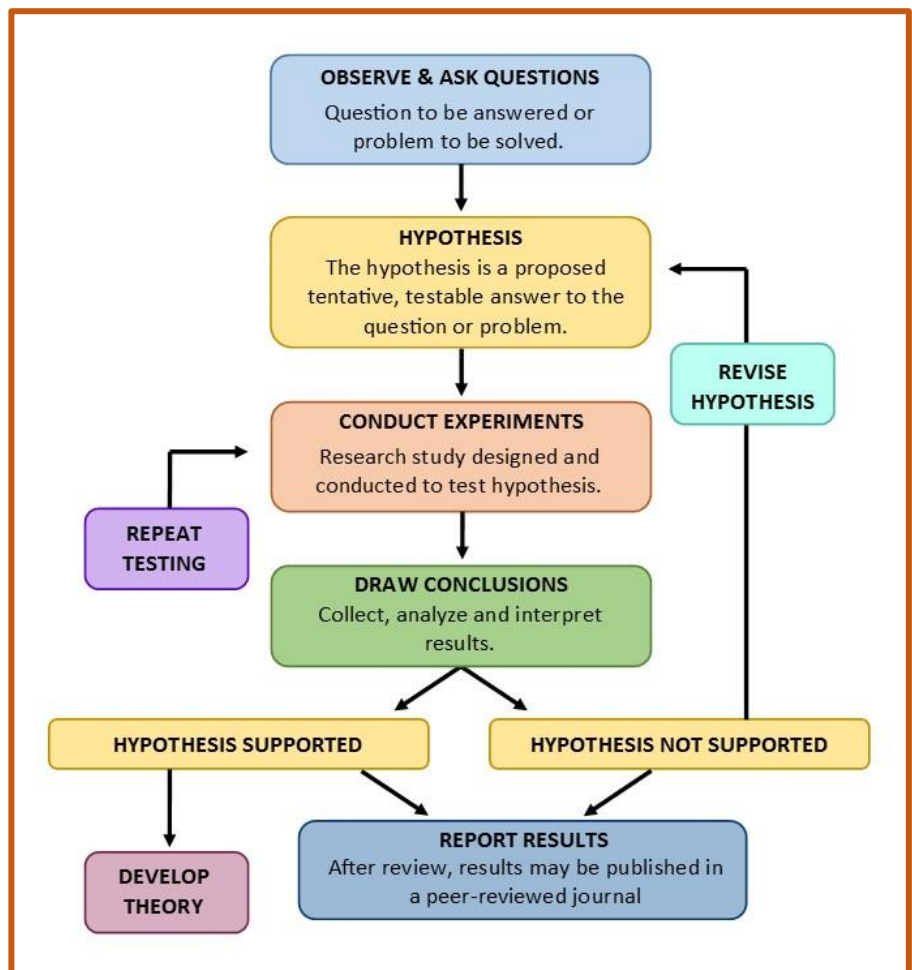 OBSERVE & ASK QUESTIONS
Question to be answered or
problem to be solved.
HYPOTHESIS
The hypothesis is a proposed
tentative, testable answer to the
question or problem.
REVISE
HYPOTHESIS
CONDUCT EXPERIMENTS
Research study designed and
conducted to test hypothesis.
REPEAT
TESTING
DRAW CONCLUSIONS
Collect, analyze and interpret
results.
HYPOTHESIS SUPPORTED
HYPOTHESIS NOT SUPPORTED
REPORT RESULTS
After review, results may be published in
a peer-reviewed journal
DEVELOP
THEORY